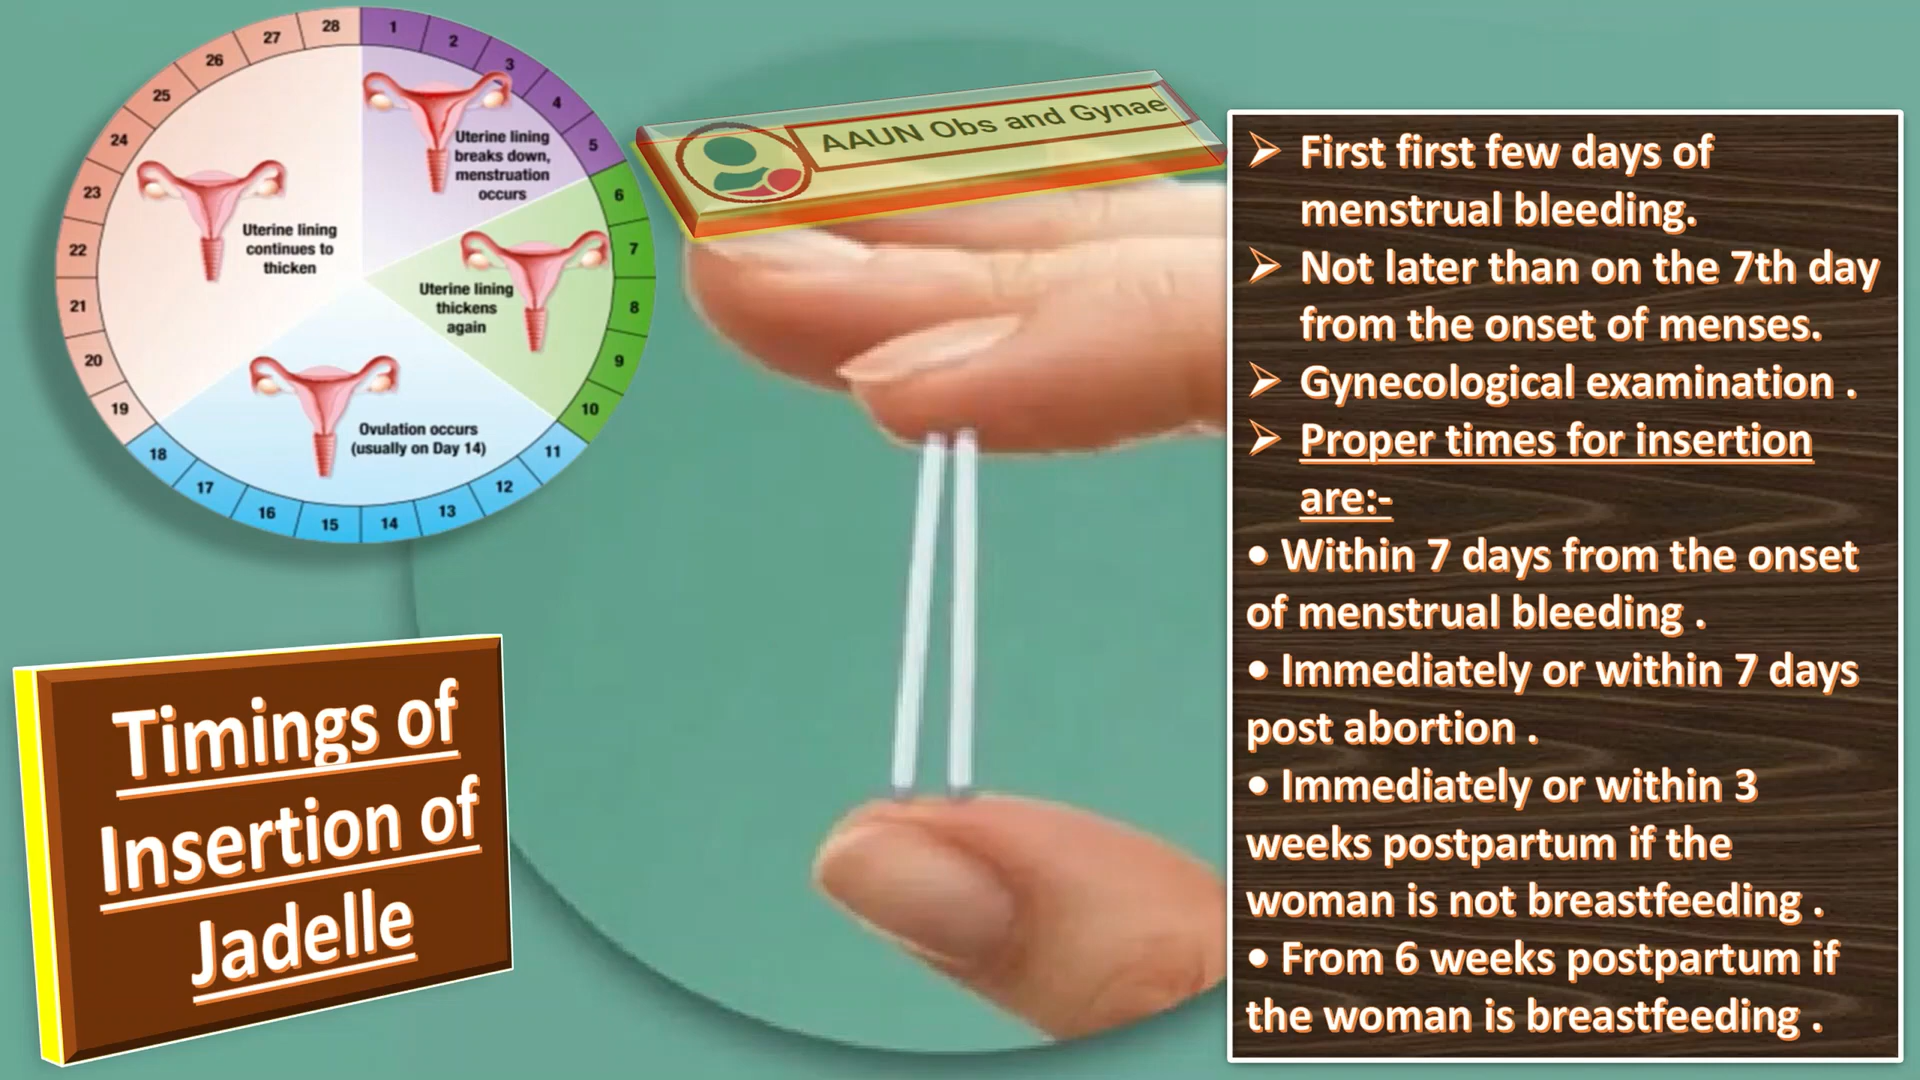 28
1
2
3
4
5
6
7
8
9
10
11
12
13
14
15
16
17
18
19
20
21
22
23
24
25
26
27
Uterine lining
breaks down,
menstruation
occurs
Uterine lining
thickens
again
Ovulation occurs
(usually on Day 14)
Uterine lining
continues to
thicken
AAUN Obs and Gynae
Timings of
Insertion of
Jadelle
➢ First first few days of
menstrual bleeding.
➢ Not later than on the 7th day
from the onset of menses.
➢ Gynecological examination .
➢ Proper times for insertion
are:-
• Within 7 days from the onset
of menstrual bleeding .
• Immediately or within 7 days
post abortion .
• Immediately or within 3
weeks postpartum if the
woman is not breastfeeding .
• From 6 weeks postpartum if
the woman is breastfeeding .